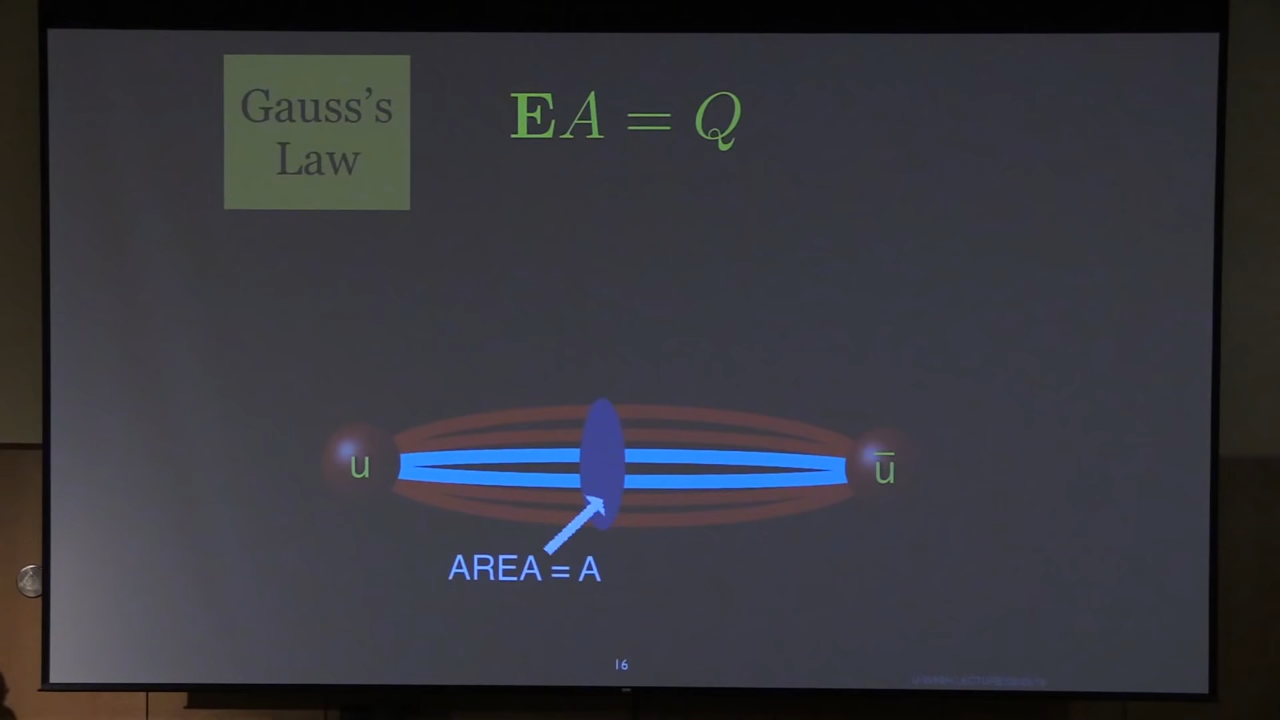 Gauss's
Law
EA = Q
u
ū
AREA = A
16